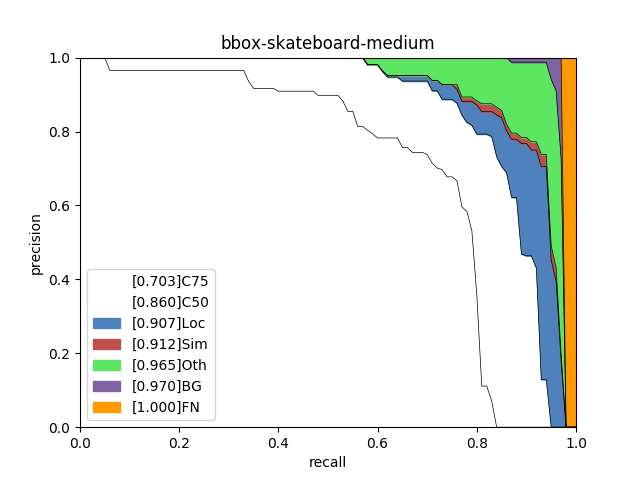 bbox-skateboard-medium
1.0
0.8
0.6
0.4
0.2
0.0
precision
[0.703]C75
[0.860]C50
[0.907]Loc
[0.912]Sim
[0.965]Oth
[0.970]BG
[1.000]FN
0.0 0.2 0.4 0.6 0.8 1.0
recall